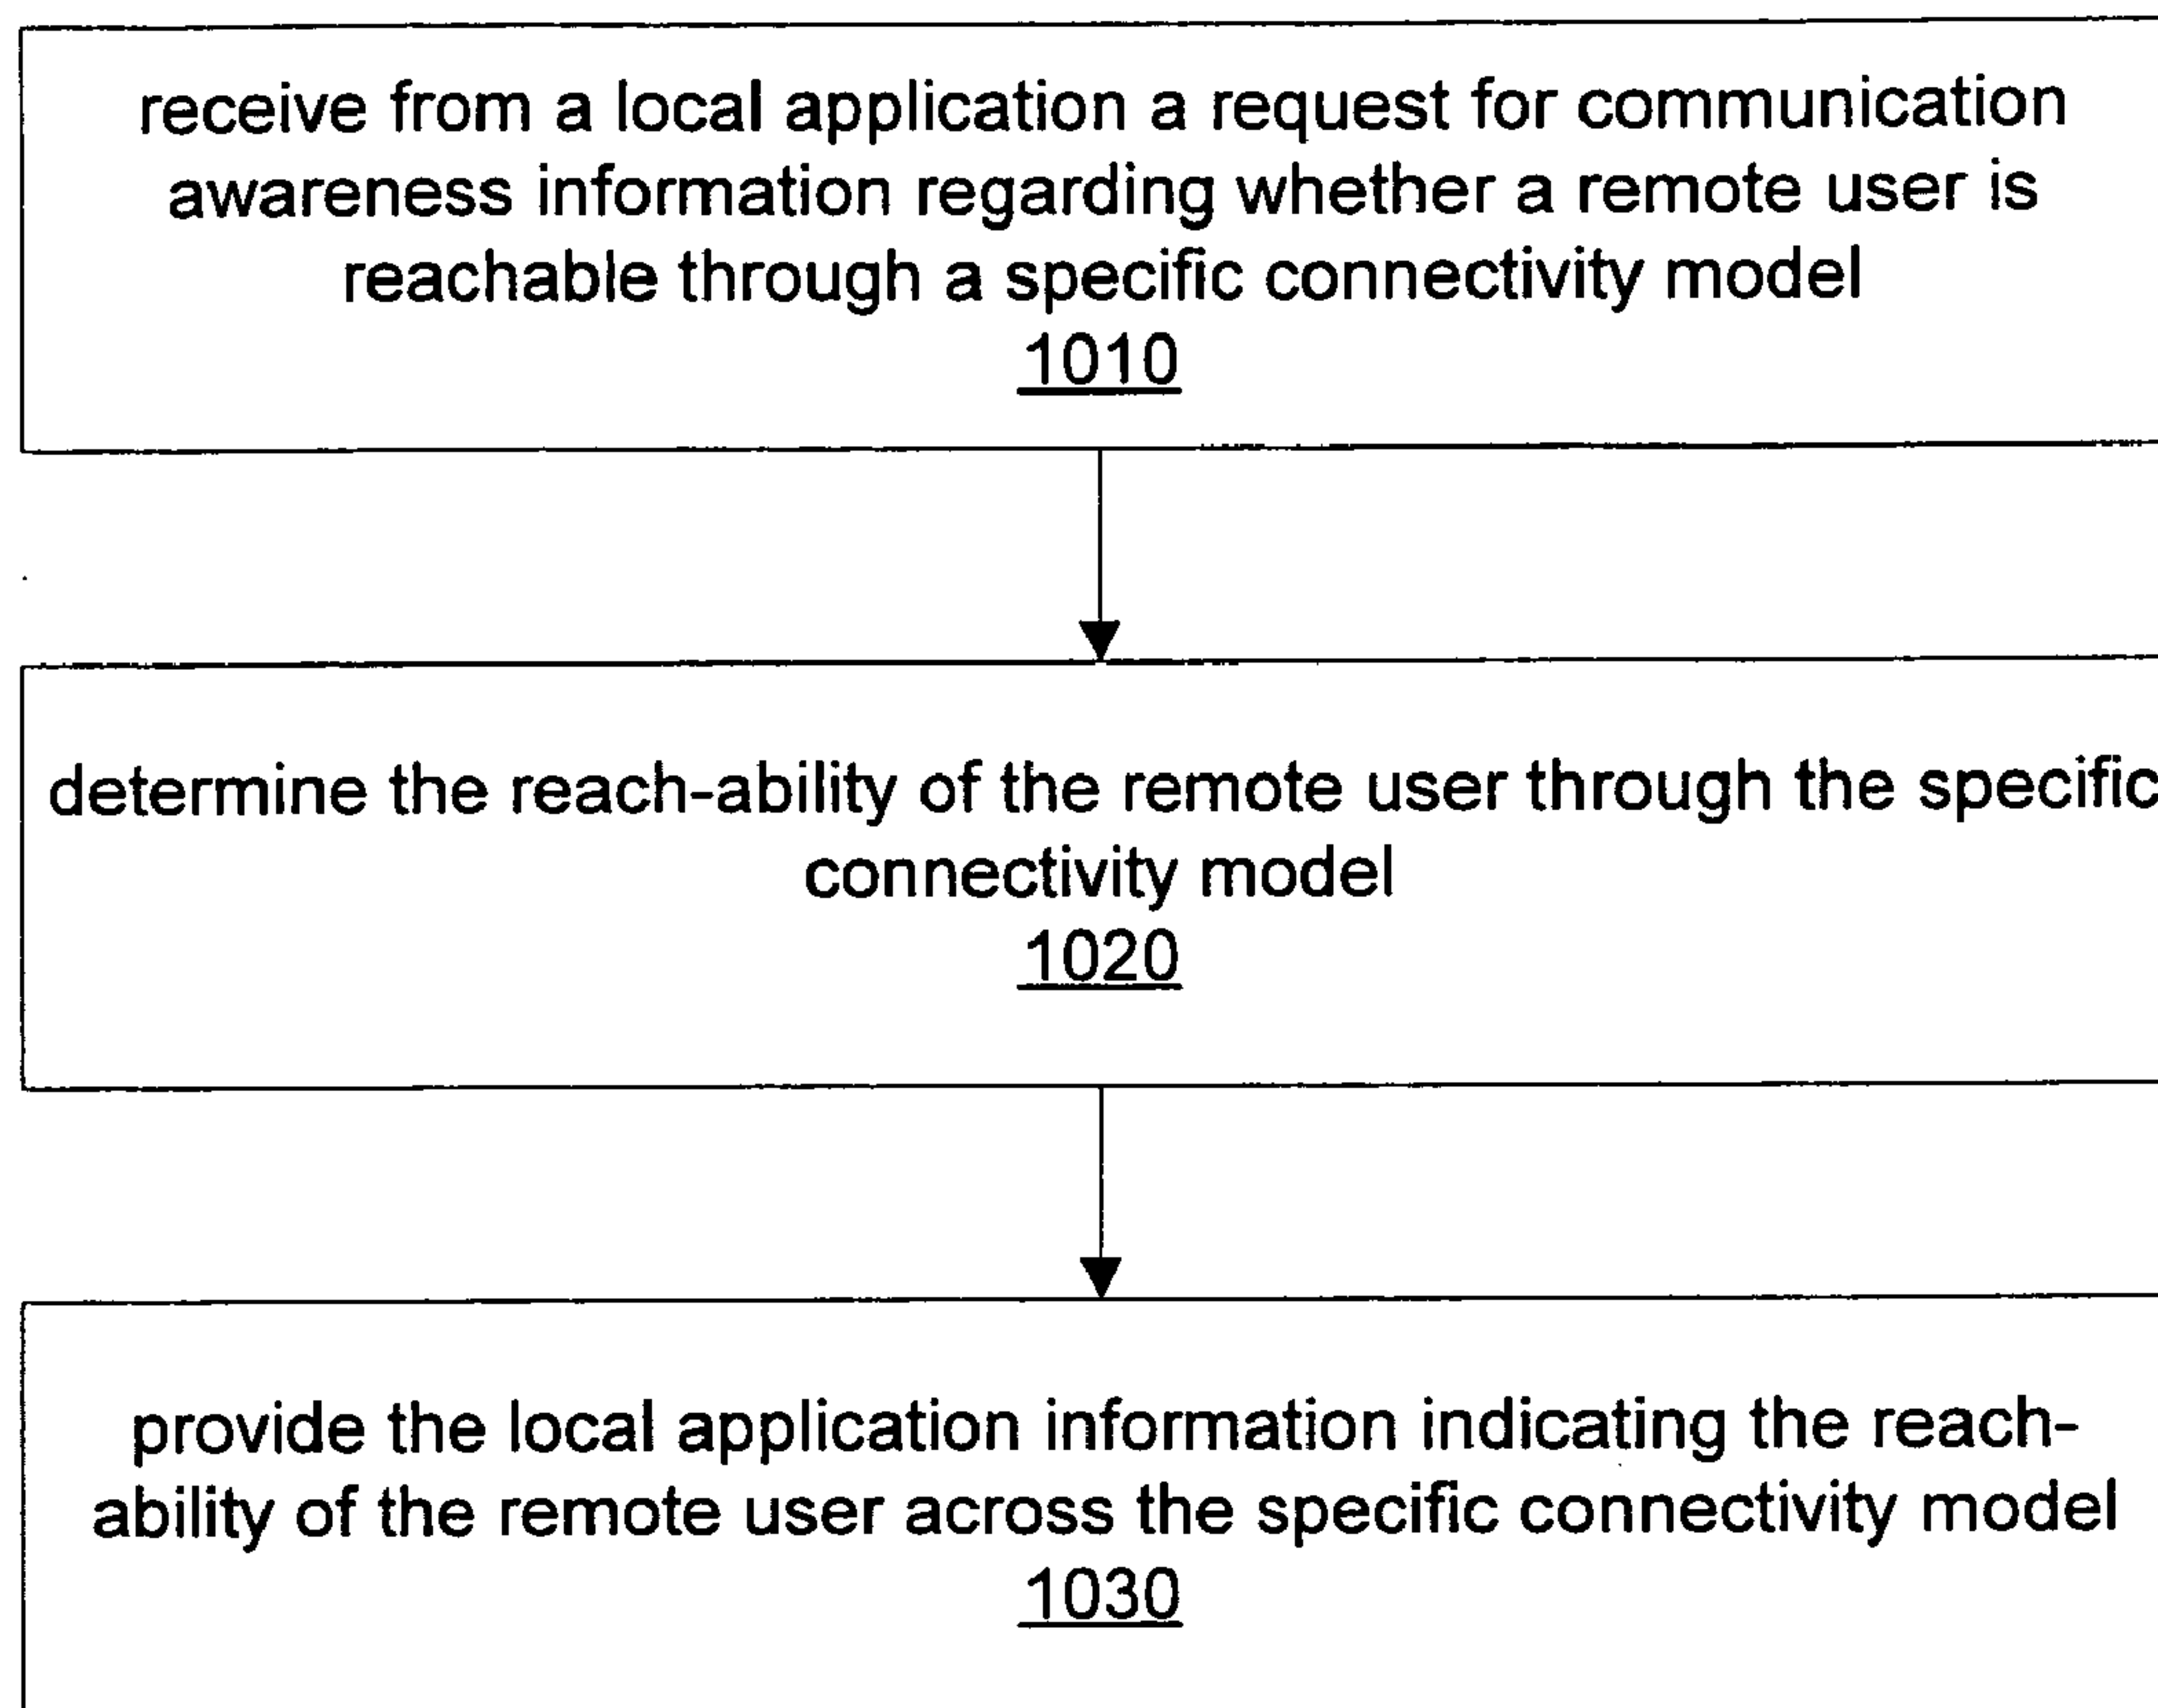 receive from a local application a request for communication
awareness information regarding whether a remote user is
reachable through a specific connectivity model
1010
determine the reach-ability of the remote user through the specific
connectivity model
1020
provide the local application information indicating the reach-
ability of the remote user across the specific connectivity model
1030